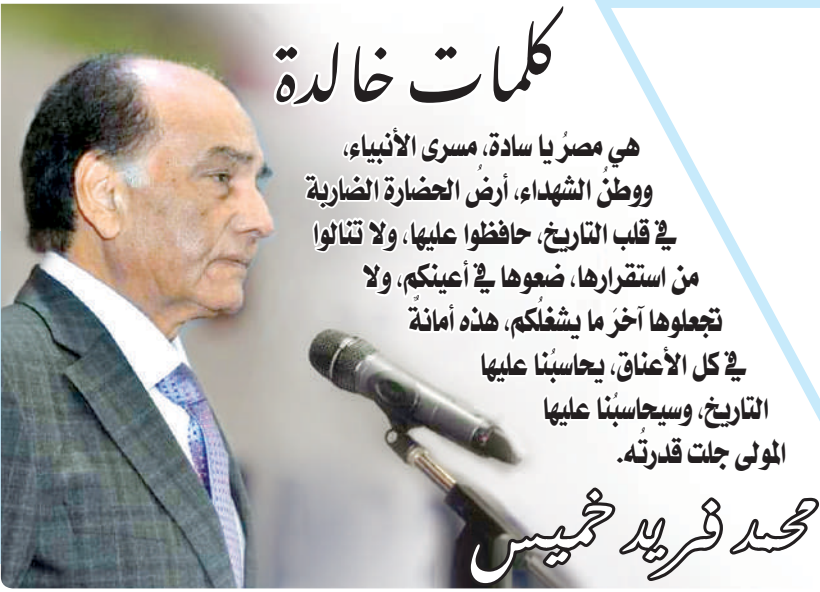 كلمات خالدة
هي مصرُ يا سادة، مسرى الأنبياء،
ووطنُ الشهداء، أرضُ الحضارة الضاربة
في قلب التاريخ، حافظوا عليها، ولا تنالوا
من استقرارها، ضعوها في أعينكم، ولا
تجعلوها آخرَ ما يشغلُكم، هذه أمانةٌ
في كل الأعناق، يحاسبُنا عليها
التاريخ، وسيحاسبُنا عليها
المولى جلت قدرتُه.
محمد فريد خميس